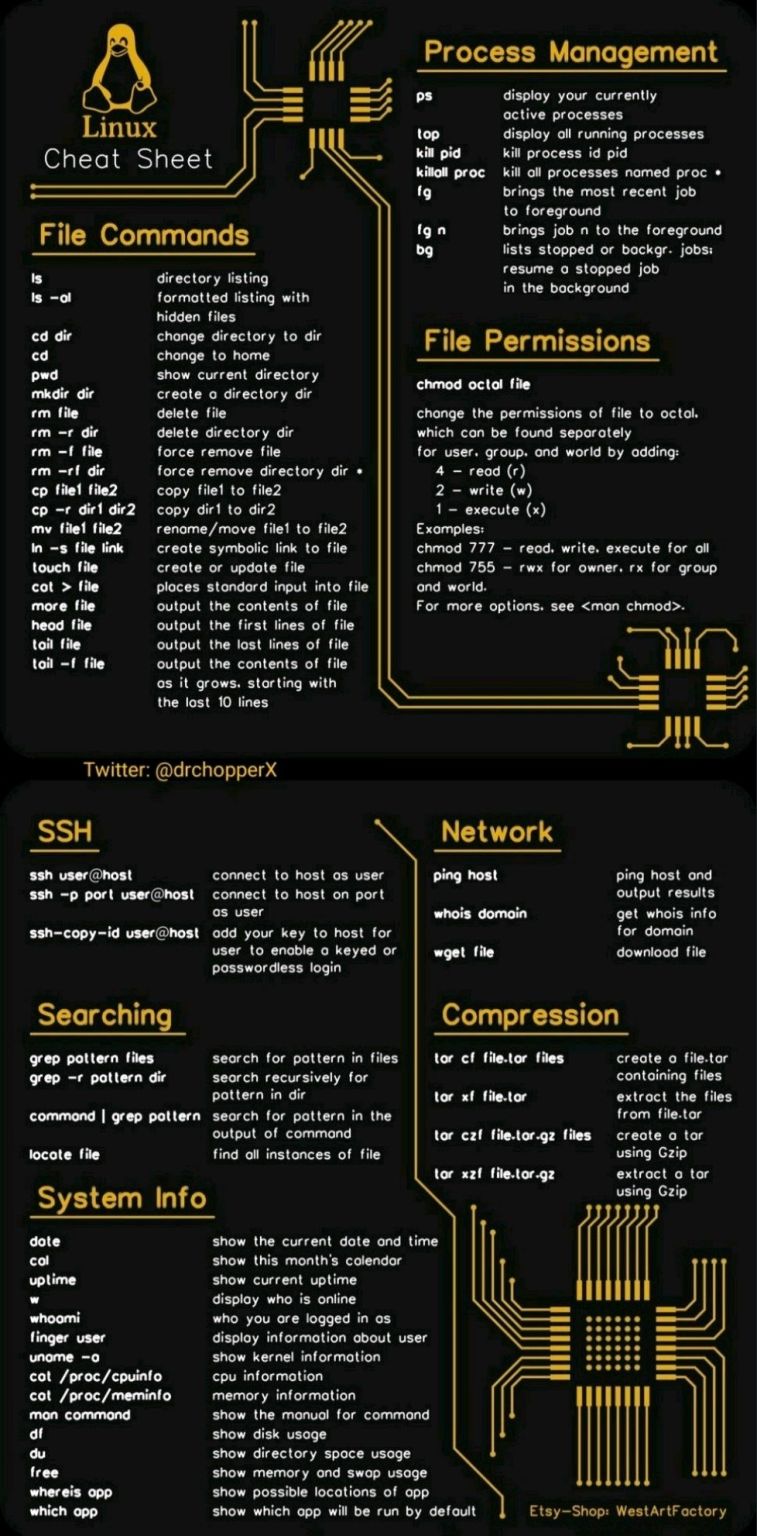 Linux
Cheat Sheet
File Commands
ls directory listing
ls -al formatted listing with
hidden files
cd dir change directory to dir
cd change to home
pwd show current directory
mkdir dir create a directory dir
rm file delete file
rm -r dir delete directory dir
rm -f file force remove file
rm -rf dir force remove directory dir *
cp file1 file2 copy file1 to file2
cp -r dir1 dir2 copy dir1 to dir2
mv file1 file2 rename/move file1 to file2
ln -s file link create symbolic link to file
touch file create or update file
cat > file places standard input into file
more file output the contents of file
head file output the first lines of file
tail file output the last lines of file
tail -f file output the contents of file
as it grows, starting with
the last 10 lines
Process Management
ps display your currently
active processes
top display all running processes
kill pid kill process id pid
killall proc kill all processes named proc *
fg brings the most recent job
to foreground
fg n brings job n to the foreground
bg lists stopped or backgr. jobs;
resume a stopped job
in the background
File Permissions
chmod octal file
change the permissions of file to octal,
which can be found separately
for user, group, and world by adding:
4 - read (r)
2 - write (w)
1 - execute (x)
Examples:
chmod 777 - read, write, execute for all
chmod 755 - rwx for owner, rx for group
and world.
For more options, see <man chmod>.
Twitter: @drchopperX
SSH
ssh user@host connect to host as user
ssh -p port user@host connect to host on port
as user
ssh-copy-id user@host add your key to host for
user to enable a keyed or
passwordless login
Searching
grep pattern files search for pattern in files
grep -r pattern dir search recursively for
pattern in dir
command | grep pattern search for pattern in the
output of command
locate file find all instances of file
System Info
date show the current date and time
cal show this month's calendar
uptime show current uptime
w display who is online
whoami who you are logged in as
finger user display information about user
uname -a show kernel information
cat /proc/cpuinfo cpu information
cat /proc/meminfo memory information
man command show the manual for command
df show disk usage
du show directory space usage
free show memory and swap usage
whereis app show possible locations of app
which app show which app will be run by default
Network
ping host ping host and
output results
whois domain get whois info
for domain
wget file download file
Compression
tar cf file.tar files create a file.tar
containing files
tar xf file.tar extract the files
from file.tar
tar czf file.tar.gz files create a tar
using Gzip
tar xzf file.tar.gz extract a tar
using Gzip
Etsy-Shop: WestArtFactory